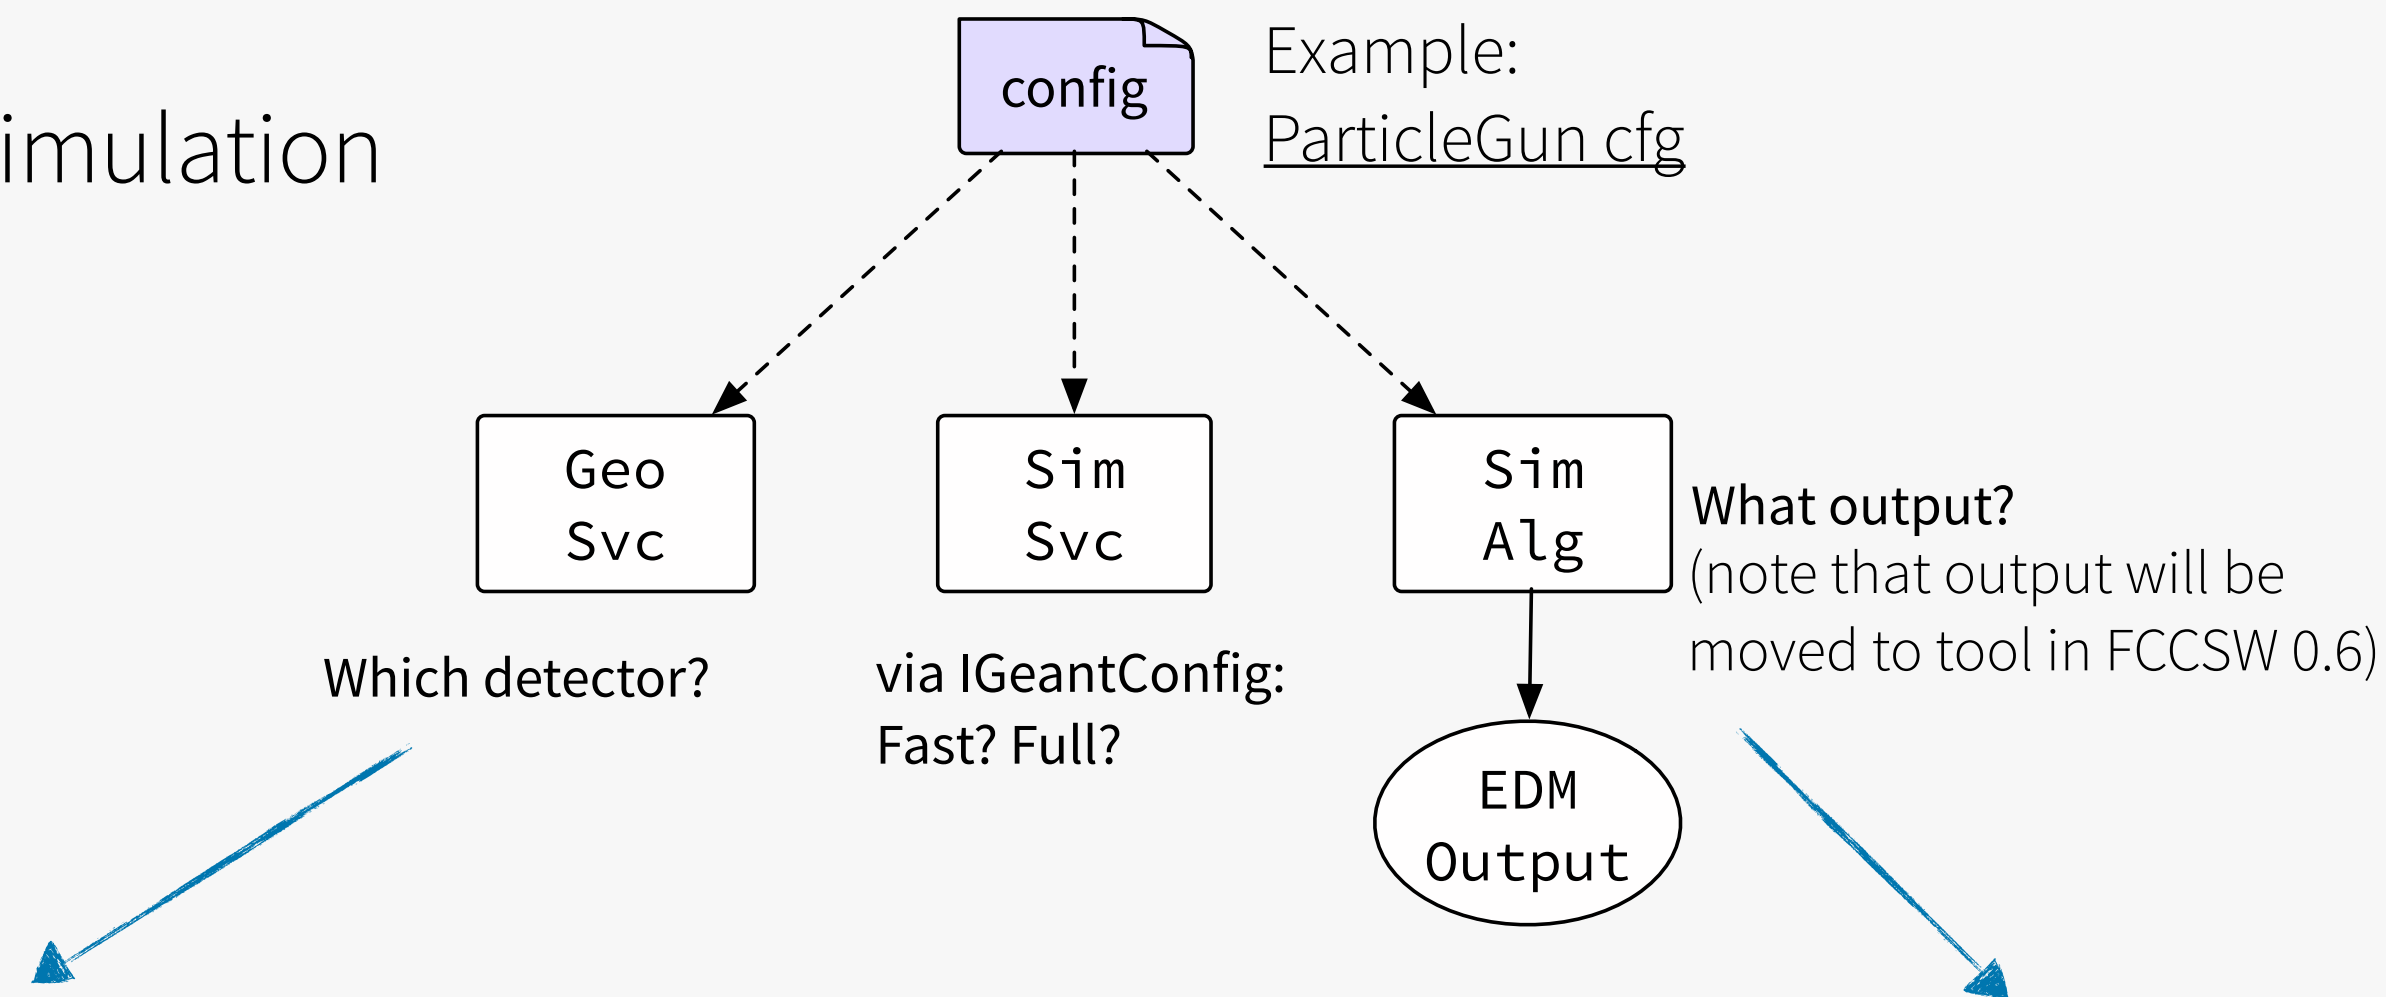 imulation
config
Example:
ParticleGun cfg
Geo
Svc
Sim
Svc
Sim
Alg
What output?
(note that output will be
moved to tool in FCCSW 0.6)
Which detector?
via IGeantConfig:
Fast? Full?
EDM
Output